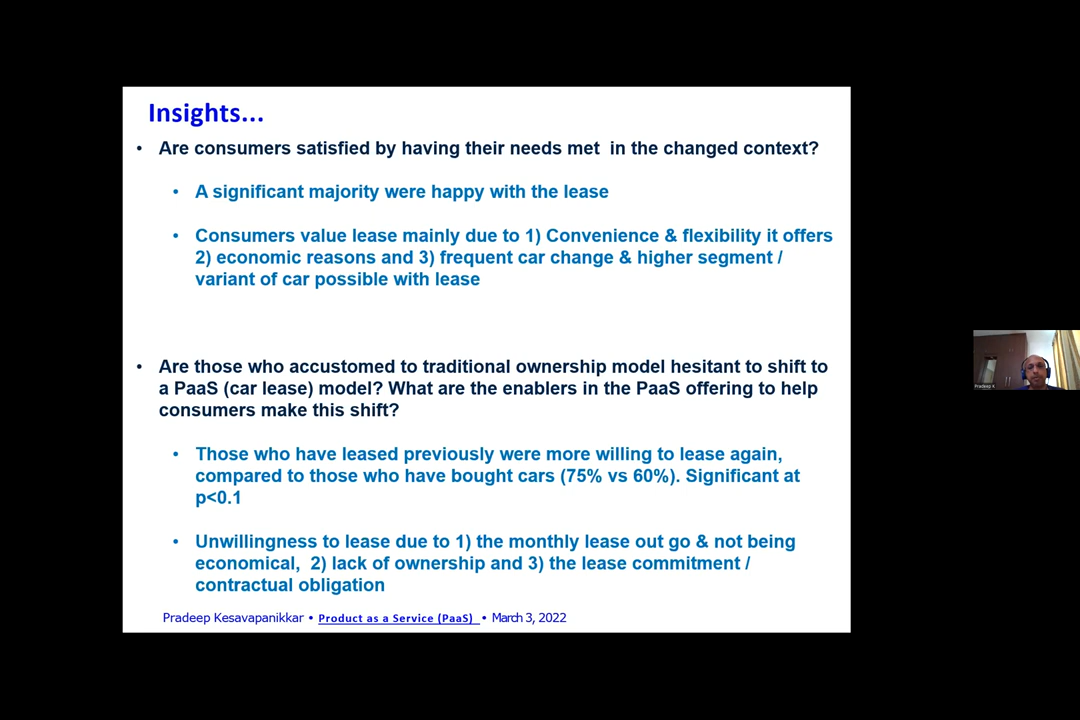 Insights...
• Are consumers satisfied by having their needs met in the changed context?
• A significant majority were happy with the lease
• Consumers value lease mainly due to 1) Convenience & flexibility it offers
2) economic reasons and 3) frequent car change & higher segment /
variant of car possible with lease
• Are those who accustomed to traditional ownership model hesitant to shift to
a PaaS (car lease) model? What are the enablers in the PaaS offering to help
consumers make this shift?
• Those who have leased previously were more willing to lease again,
compared to those who have bought cars (75% vs 60%). Significant at
p<0.1
• Unwillingness to lease due to 1) the monthly lease out go & not being
economical, 2) lack of ownership and 3) the lease commitment /
contractual obligation
Pradeep Kesavapanikkar • Product as a Service (PaaS) • March 3, 2022
Pradeep K